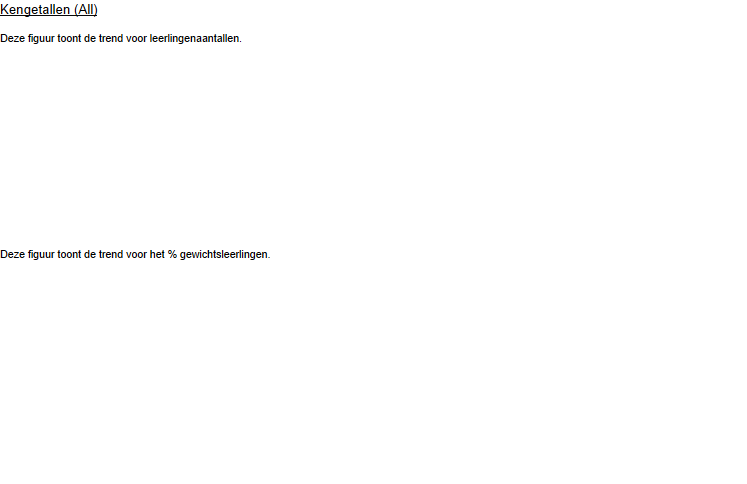 Kengetallen (All)
Deze figuur toont de trend voor leerlingenaantallen.
Deze figuur toont de trend voor het % gewichtsleerlingen.